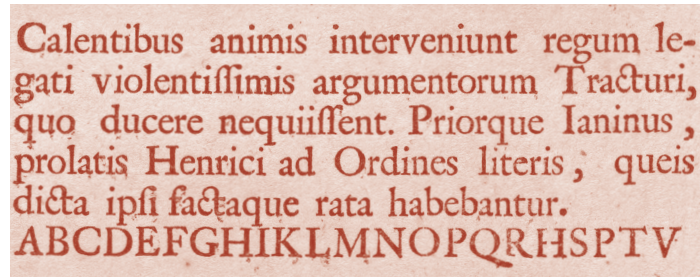 Calentibus animis interveniunt regum le-
gati violentiſſimis argumentorum Tracturi,
quo ducere nequiiſſent. Priorque Ianinus,
prolatis Henrici ad Ordines literis, queis
dicta ipſi factaque rata habebantur.
ABCDEFGHIKLMNOPQRHSPTV